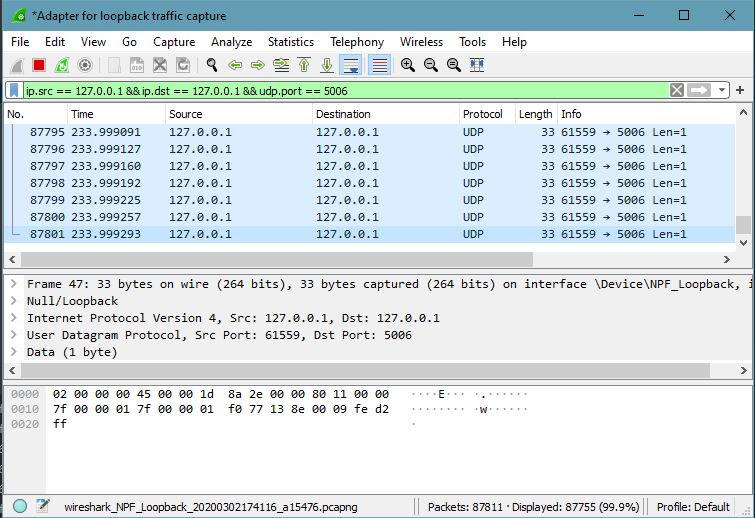 *Adapter for loopback traffic capture
File Edit View Go Capture Analyze Statistics Telephony Wireless Tools Help
ip.src == 127.0.0.1 && ip.dst == 127.0.0.1 && udp.port == 5006
No. Time Source Destination Protocol Length Info
87795 233.999091 127.0.0.1 127.0.0.1 UDP 33 61559 → 5006 Len=1
87796 233.999127 127.0.0.1 127.0.0.1 UDP 33 61559 → 5006 Len=1
87797 233.999160 127.0.0.1 127.0.0.1 UDP 33 61559 → 5006 Len=1
87798 233.999192 127.0.0.1 127.0.0.1 UDP 33 61559 → 5006 Len=1
87799 233.999225 127.0.0.1 127.0.0.1 UDP 33 61559 → 5006 Len=1
87800 233.999257 127.0.0.1 127.0.0.1 UDP 33 61559 → 5006 Len=1
87801 233.999293 127.0.0.1 127.0.0.1 UDP 33 61559 → 5006 Len=1
Frame 47: 33 bytes on wire (264 bits), 33 bytes captured (264 bits) on interface \Device\NPF_Loopback, i
Null/Loopback
Internet Protocol Version 4, Src: 127.0.0.1, Dst: 127.0.0.1
User Datagram Protocol, Src Port: 61559, Dst Port: 5006
Data (1 byte)
0000 02 00 00 00 45 00 00 1d 8a 2e 00 00 80 11 00 00 ····E··· ·.······
0010 7f 00 00 01 7f 00 00 01 f0 77 13 8e 00 09 fe d2 ········ ·w······
0020 ff ·
wireshark_NPF_Loopback_20200302174116_a15476.pcapng Packets: 87811 · Displayed: 87755 (99.9%) Profile: Default